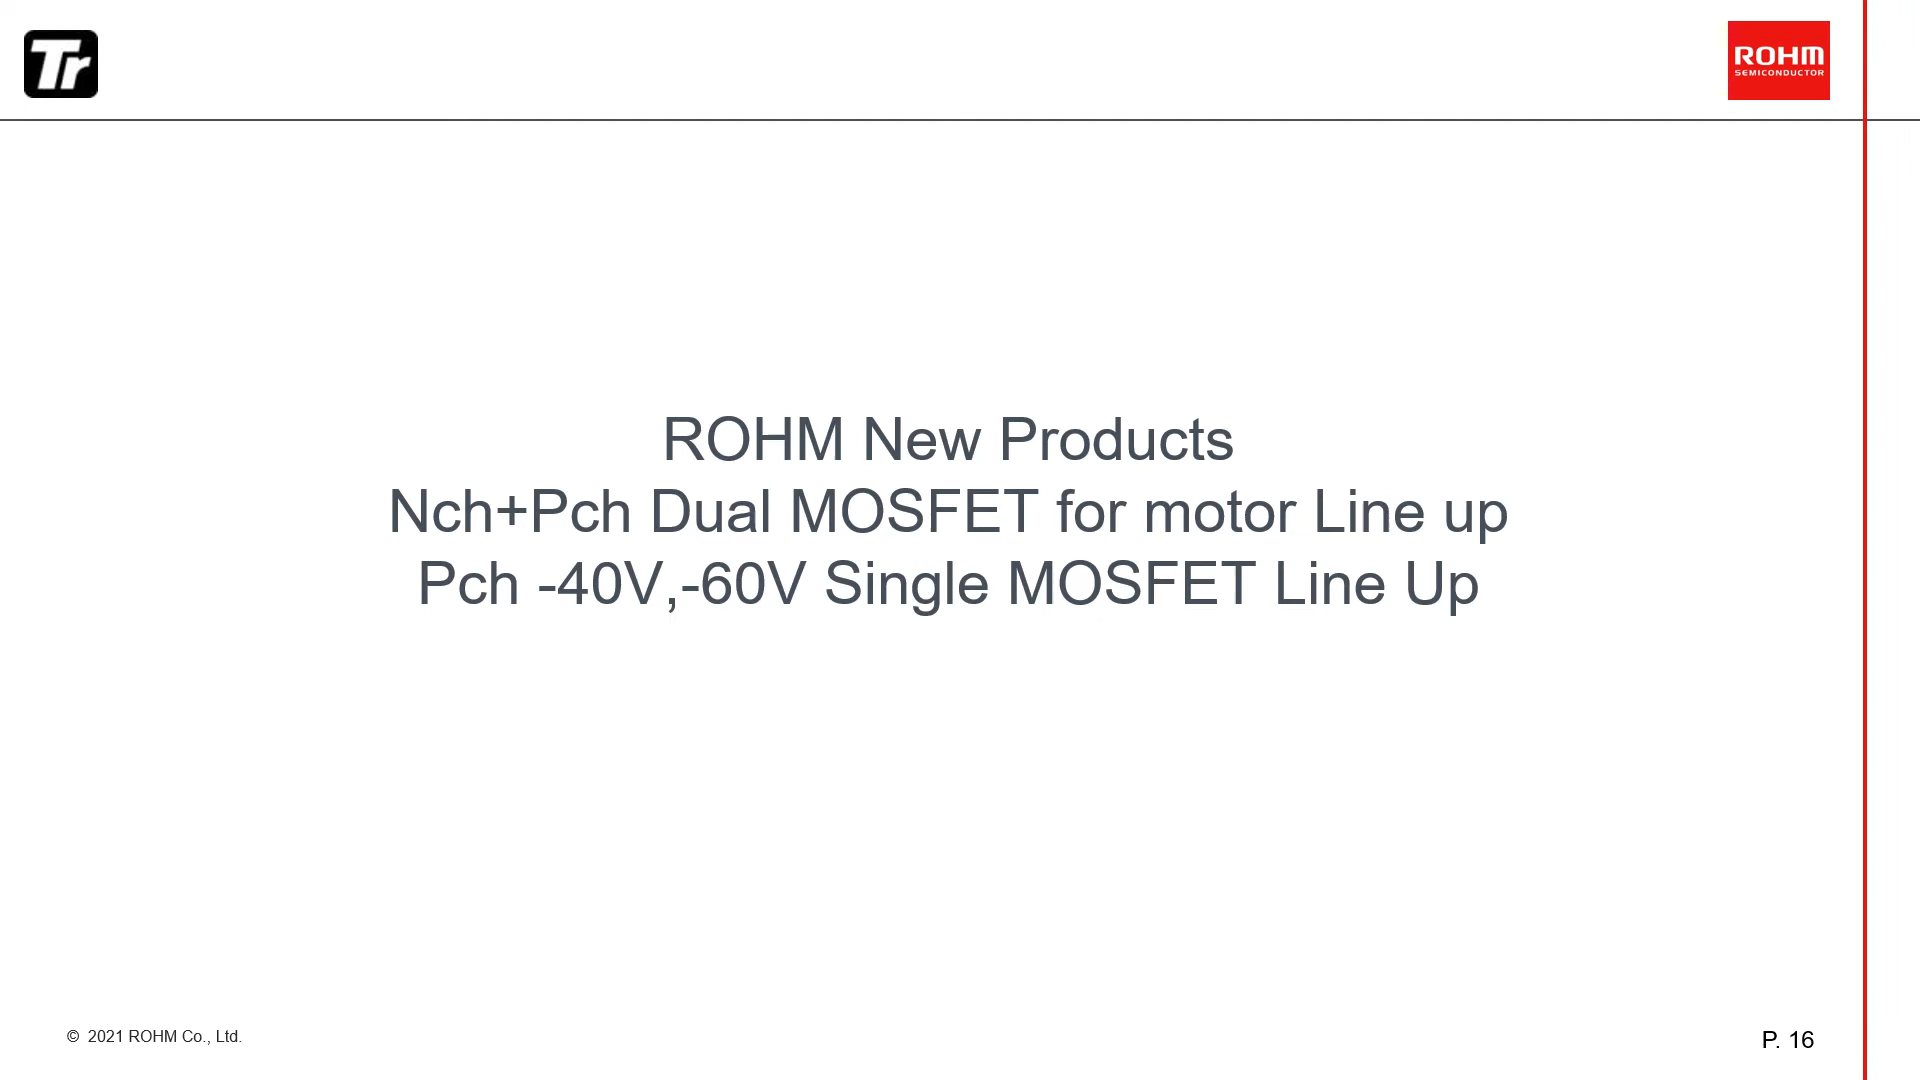 Tr
ROHM
SEMICONDUCTOR
ROHM New Products
Nch+Pch Dual MOSFET for motor Line up
Pch -40V,-60V Single MOSFET Line Up
© 2021 ROHM Co., Ltd.
P. 16